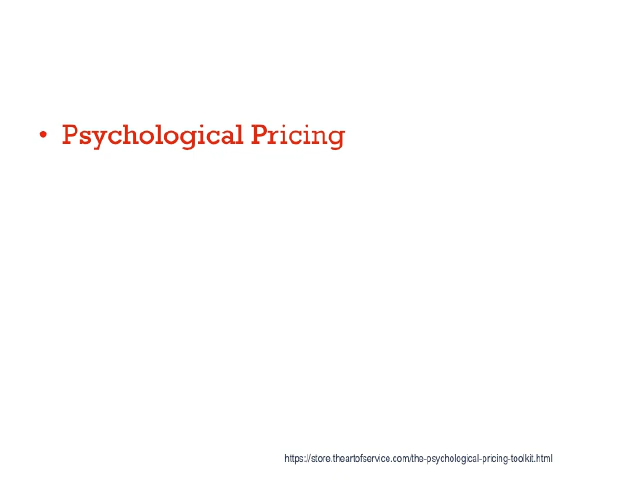 • Psychological Pricing
https://store.theartofservice.com/the-psychological-pricing-toolkit.html